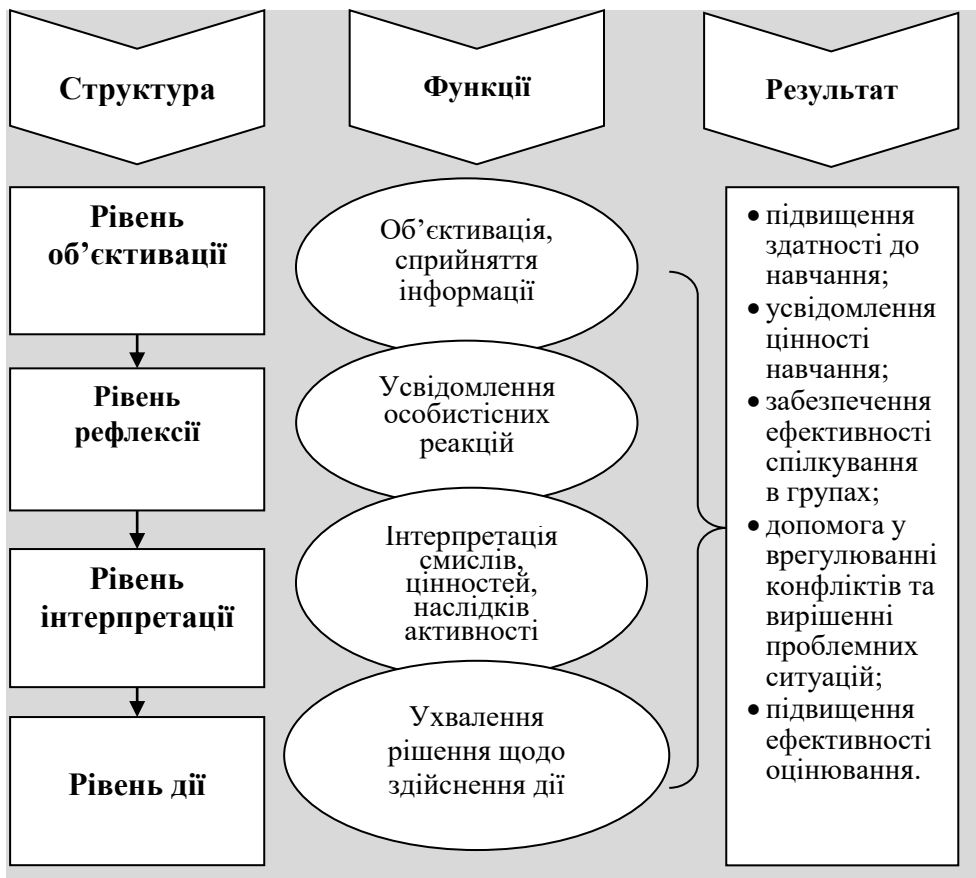 Структура
Функції
Результат
Рівень
об’єктивації
Рівень
рефлексії
Рівень
інтерпретації
Рівень дії
Об’єктивація,
сприйняття
інформації
Усвідомлення
особистісних
реакцій
Інтерпретація
смислів,
цінностей,
наслідків
активності
Ухвалення
рішення щодо
здійснення дії
• підвищення
здатності до
навчання;
• усвідомлення
цінності
навчання;
• забезпечення
ефективності
спілкування
в групах;
• допомога у
врегулюванні
конфліктів та
вирішенні
проблемних
ситуацій;
• підвищення
ефективності
оцінювання.